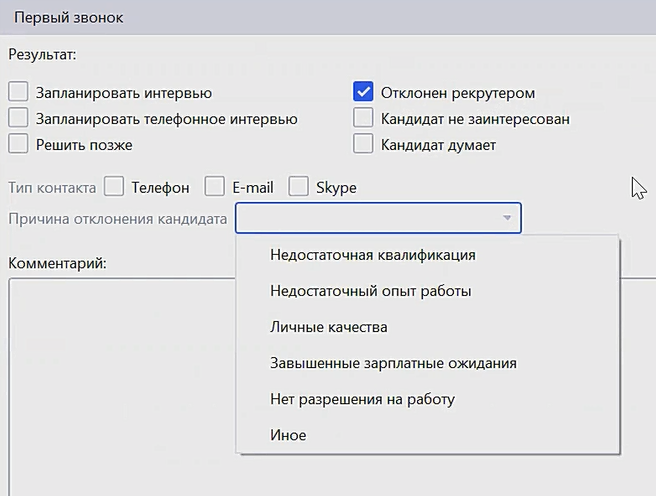 Первый звонок
Результат:
Запланировать интервью
Отклонен рекрутером
Запланировать телефонное интервью
Кандидат не заинтересован
Решить позже
Кандидат думает
Тип контакта Телефон E-mail Skype
Причина отклонения кандидата
Недостаточная квалификация
Комментарий:
Недостаточный опыт работы
Личные качества
Завышенные зарплатные ожидания
Нет разрешения на работу
Иное